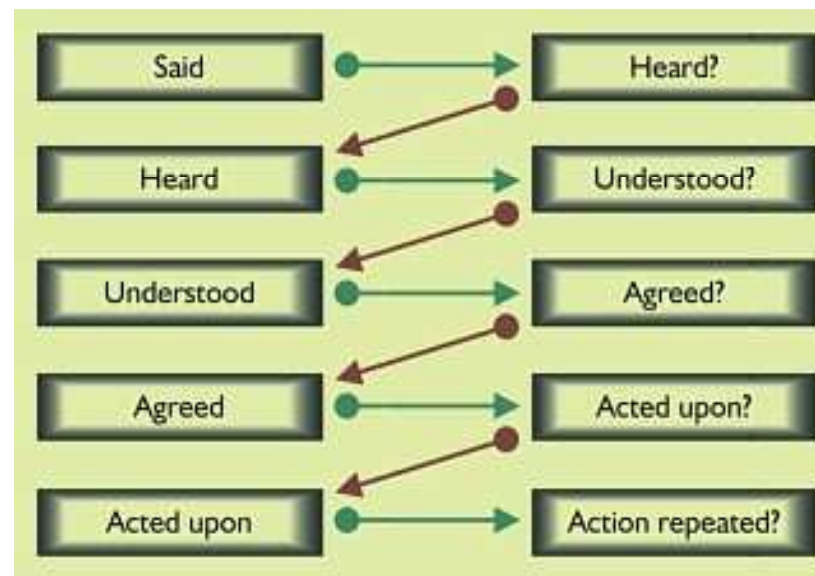 Said
Heard?
Heard
Understood?
Understood
Agreed?
Agreed
Acted upon?
Acted upon
Action repeated?